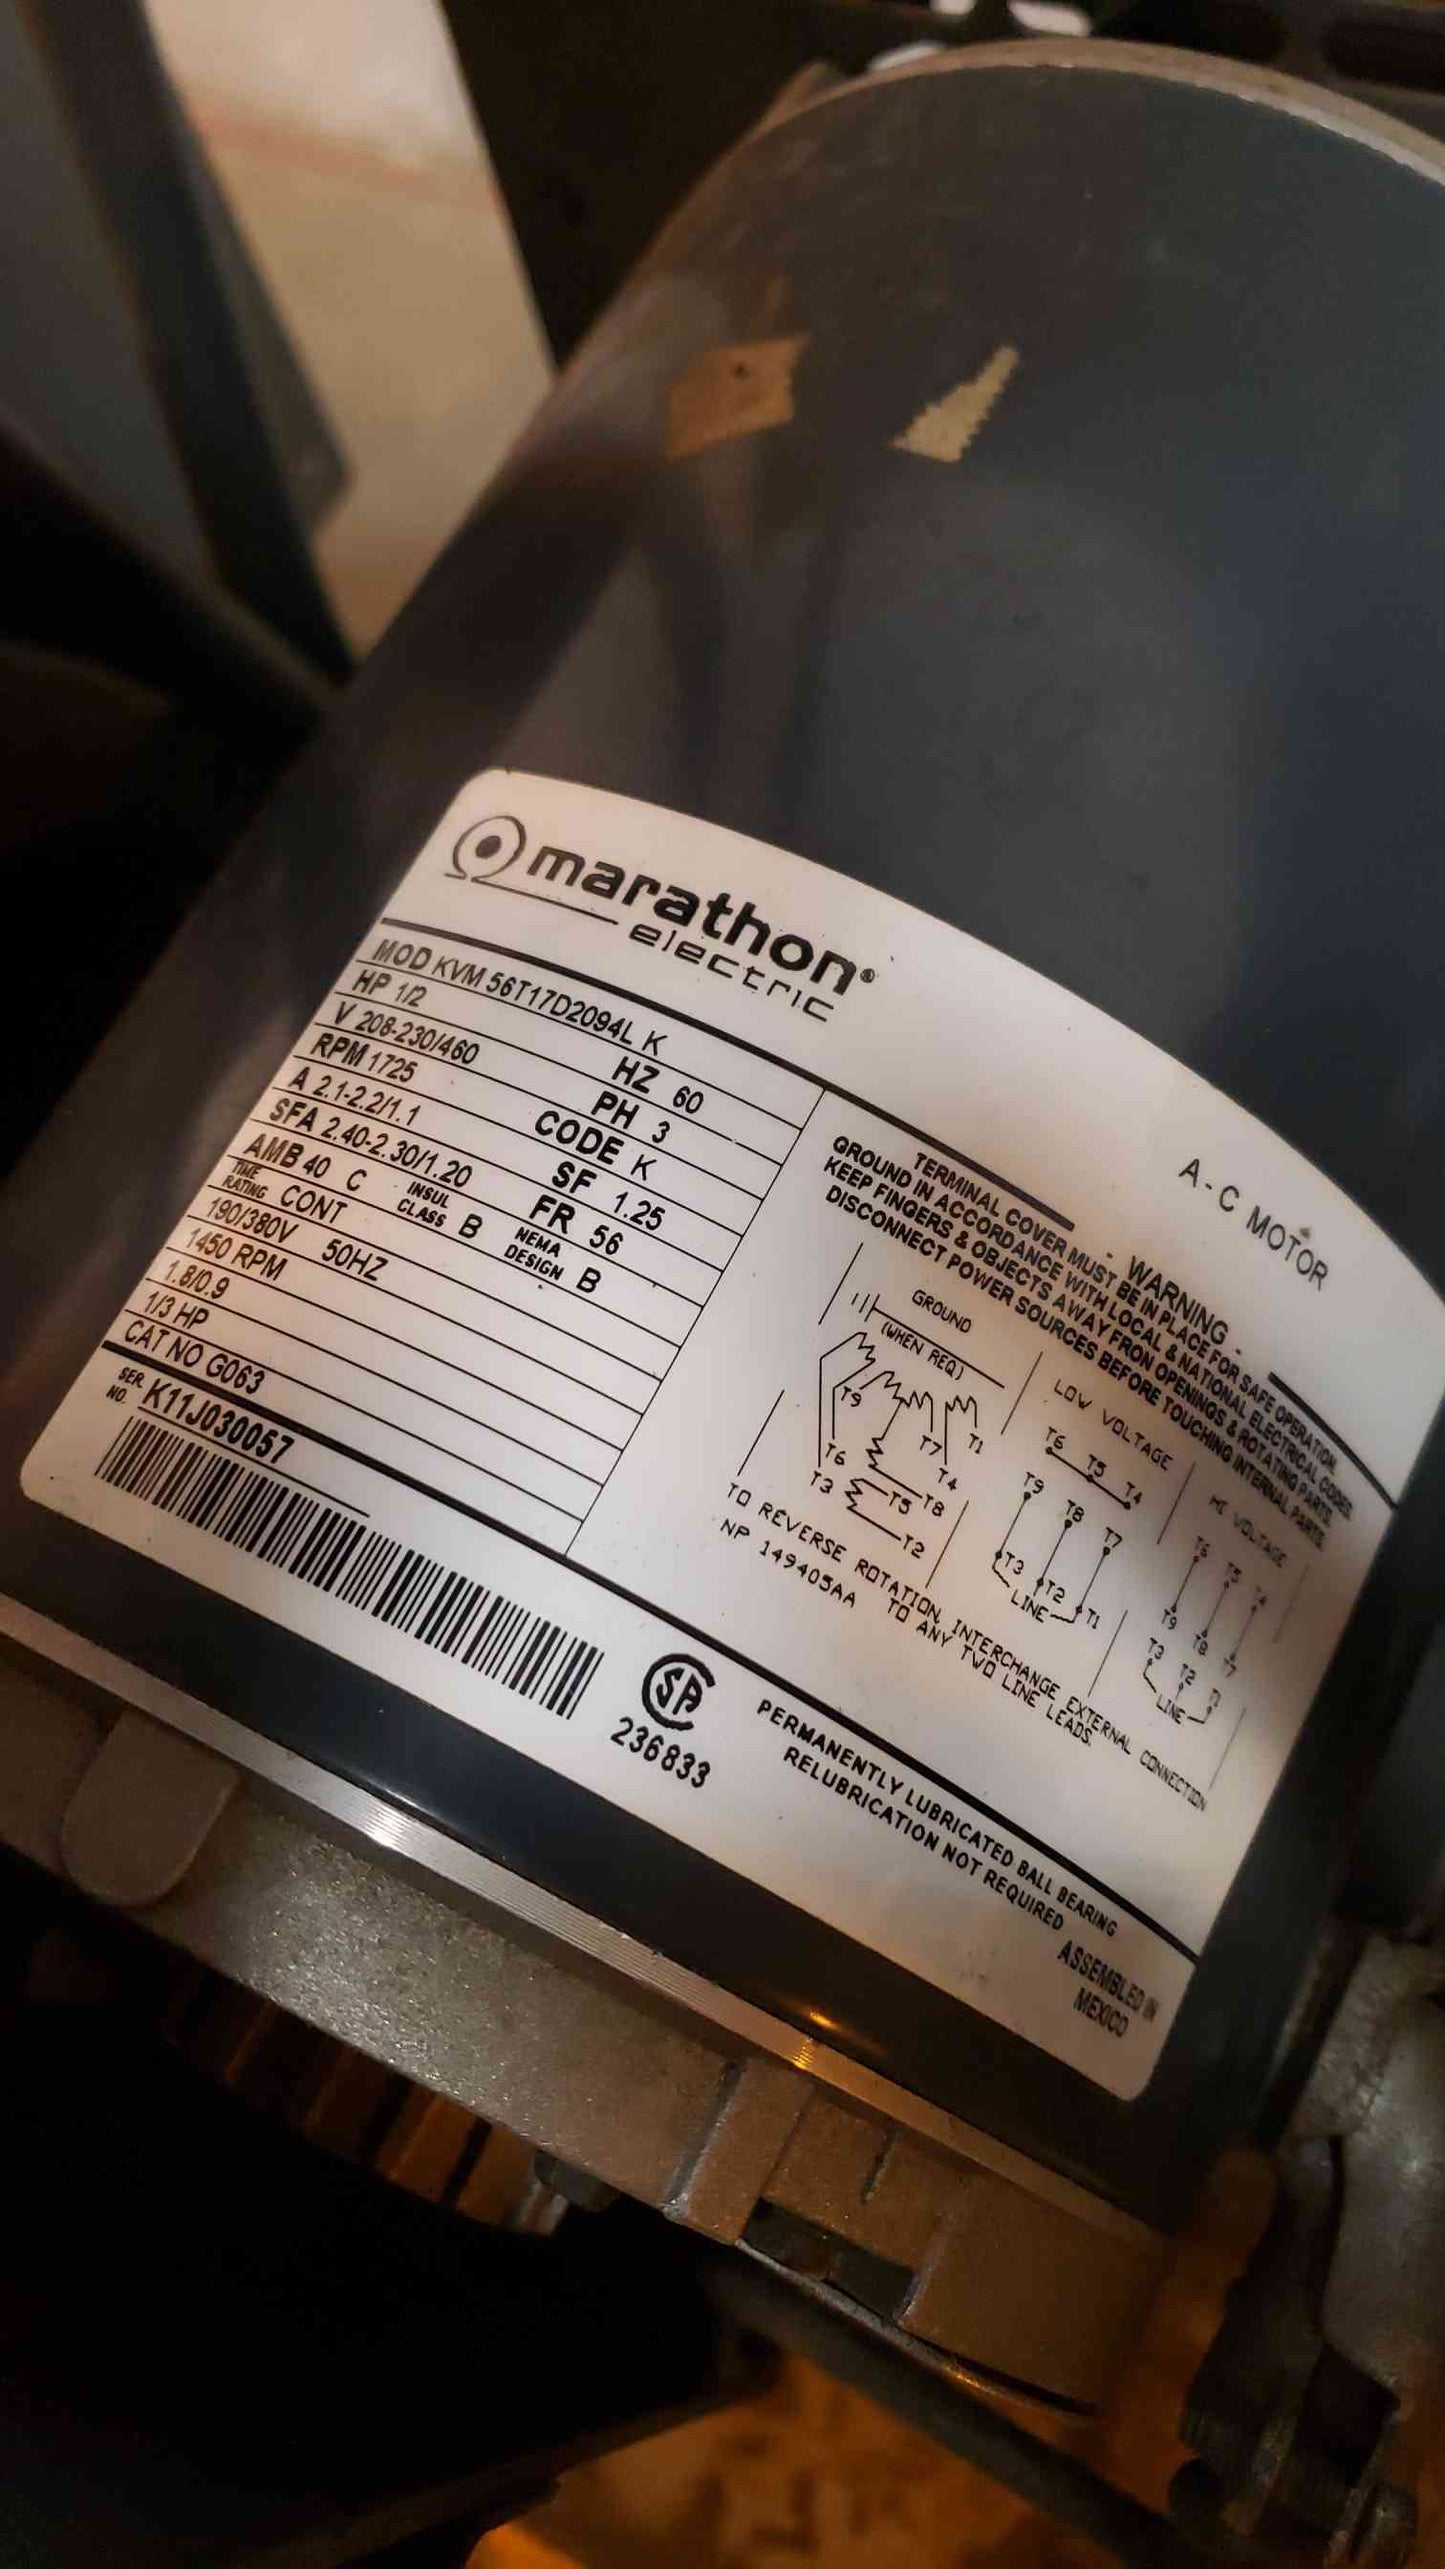 marathon®
electric
A-C MOTOR
MOD KVM 56T17D2094L K
HP 1/2 HZ 60
V 208-230/460 PH 3
RPM 1725 CODE K
A 2.1-2.2/1.1 SF 1.25
SFA 2.40-2.30/1.20 FR 56
AMB 40 C INSUL CLASS B NEMA DESIGN B
TIME RATING CONT
190/380V 50HZ
1450 RPM
1.8/0.9
1/3 HP
CAT NO G063
SER. NO. K11J030057
- WARNING -
TERMINAL COVER MUST BE IN PLACE FOR SAFE OPERATION.
GROUND IN ACCORDANCE WITH LOCAL & NATIONAL ELECTRICAL CODES.
KEEP FINGERS & OBJECTS AWAY FRON OPENINGS & ROTATING PARTS.
DISCONNECT POWER SOURCES BEFORE TOUCHING INTERNAL PARTS.
GROUND
(WHEN REQ)
T9
T7 T1
T6 T4
T3 T5 T8
T2
LOW VOLTAGE
T6 T5 T4
T9 T8 T7
T3 T2 T1
LINE
HI VOLTAGE
T6 T5 T4
T9 T8 T7
T3 T2 T1
LINE
TO REVERSE ROTATION, INTERCHANGE EXTERNAL CONNECTION
NP 149405AA TO ANY TWO LINE LEADS.
SA
236833
PERMANENTLY LUBRICATED BALL BEARING
RELUBRICATION NOT REQUIRED
ASSEMBLED IN
MEXICO